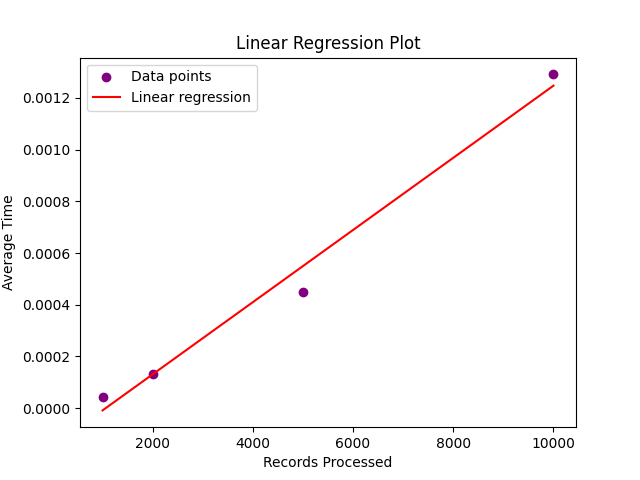 Linear Regression Plot
Data points
Linear regression
0.0012
0.0010
0.0008
0.0006
0.0004
0.0002
0.0000
Average Time
2000 4000 6000 8000 10000
Records Processed